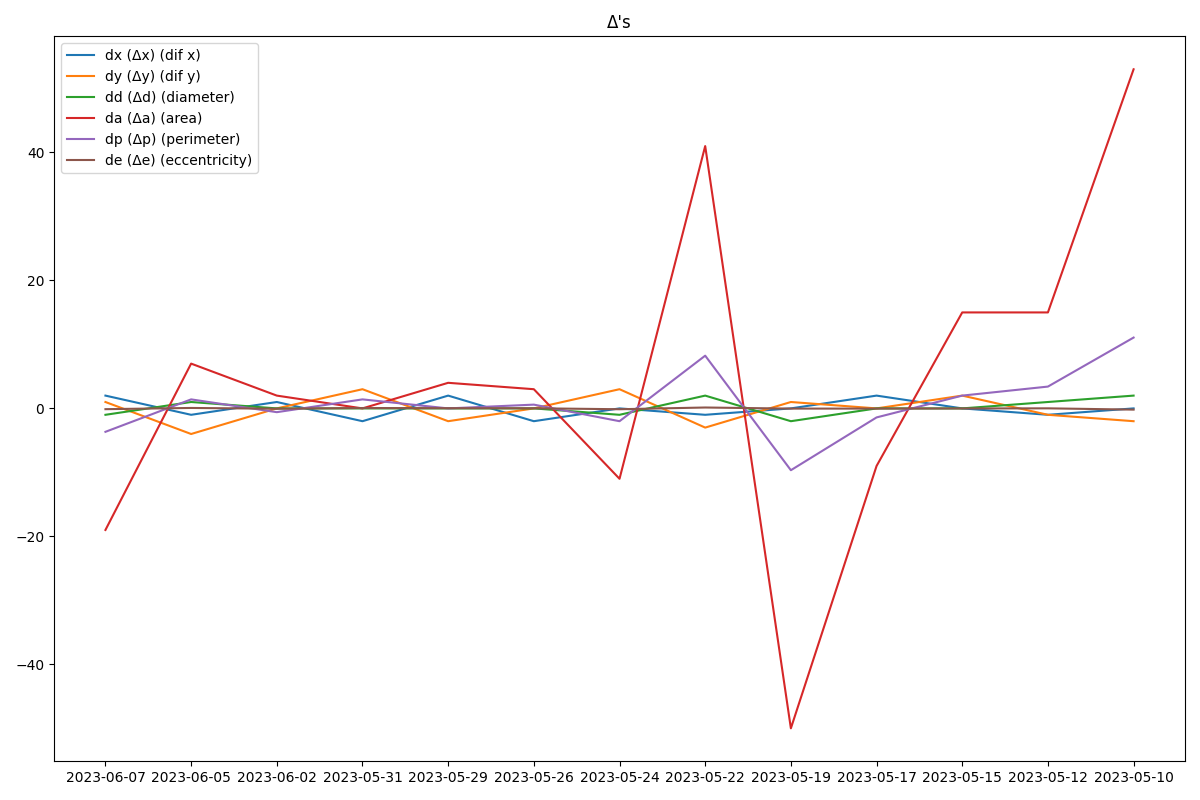 Δ's
dx (Δx) (dif x)
dy (Δy) (dif y)
dd (Δd) (diameter)
da (Δa) (area)
dp (Δp) (perimeter)
de (Δe) (eccentricity)
40
20
0
−20
−40
2023-06-07 2023-06-05 2023-06-02 2023-05-31 2023-05-29 2023-05-26 2023-05-24 2023-05-22 2023-05-19 2023-05-17 2023-05-15 2023-05-12 2023-05-10